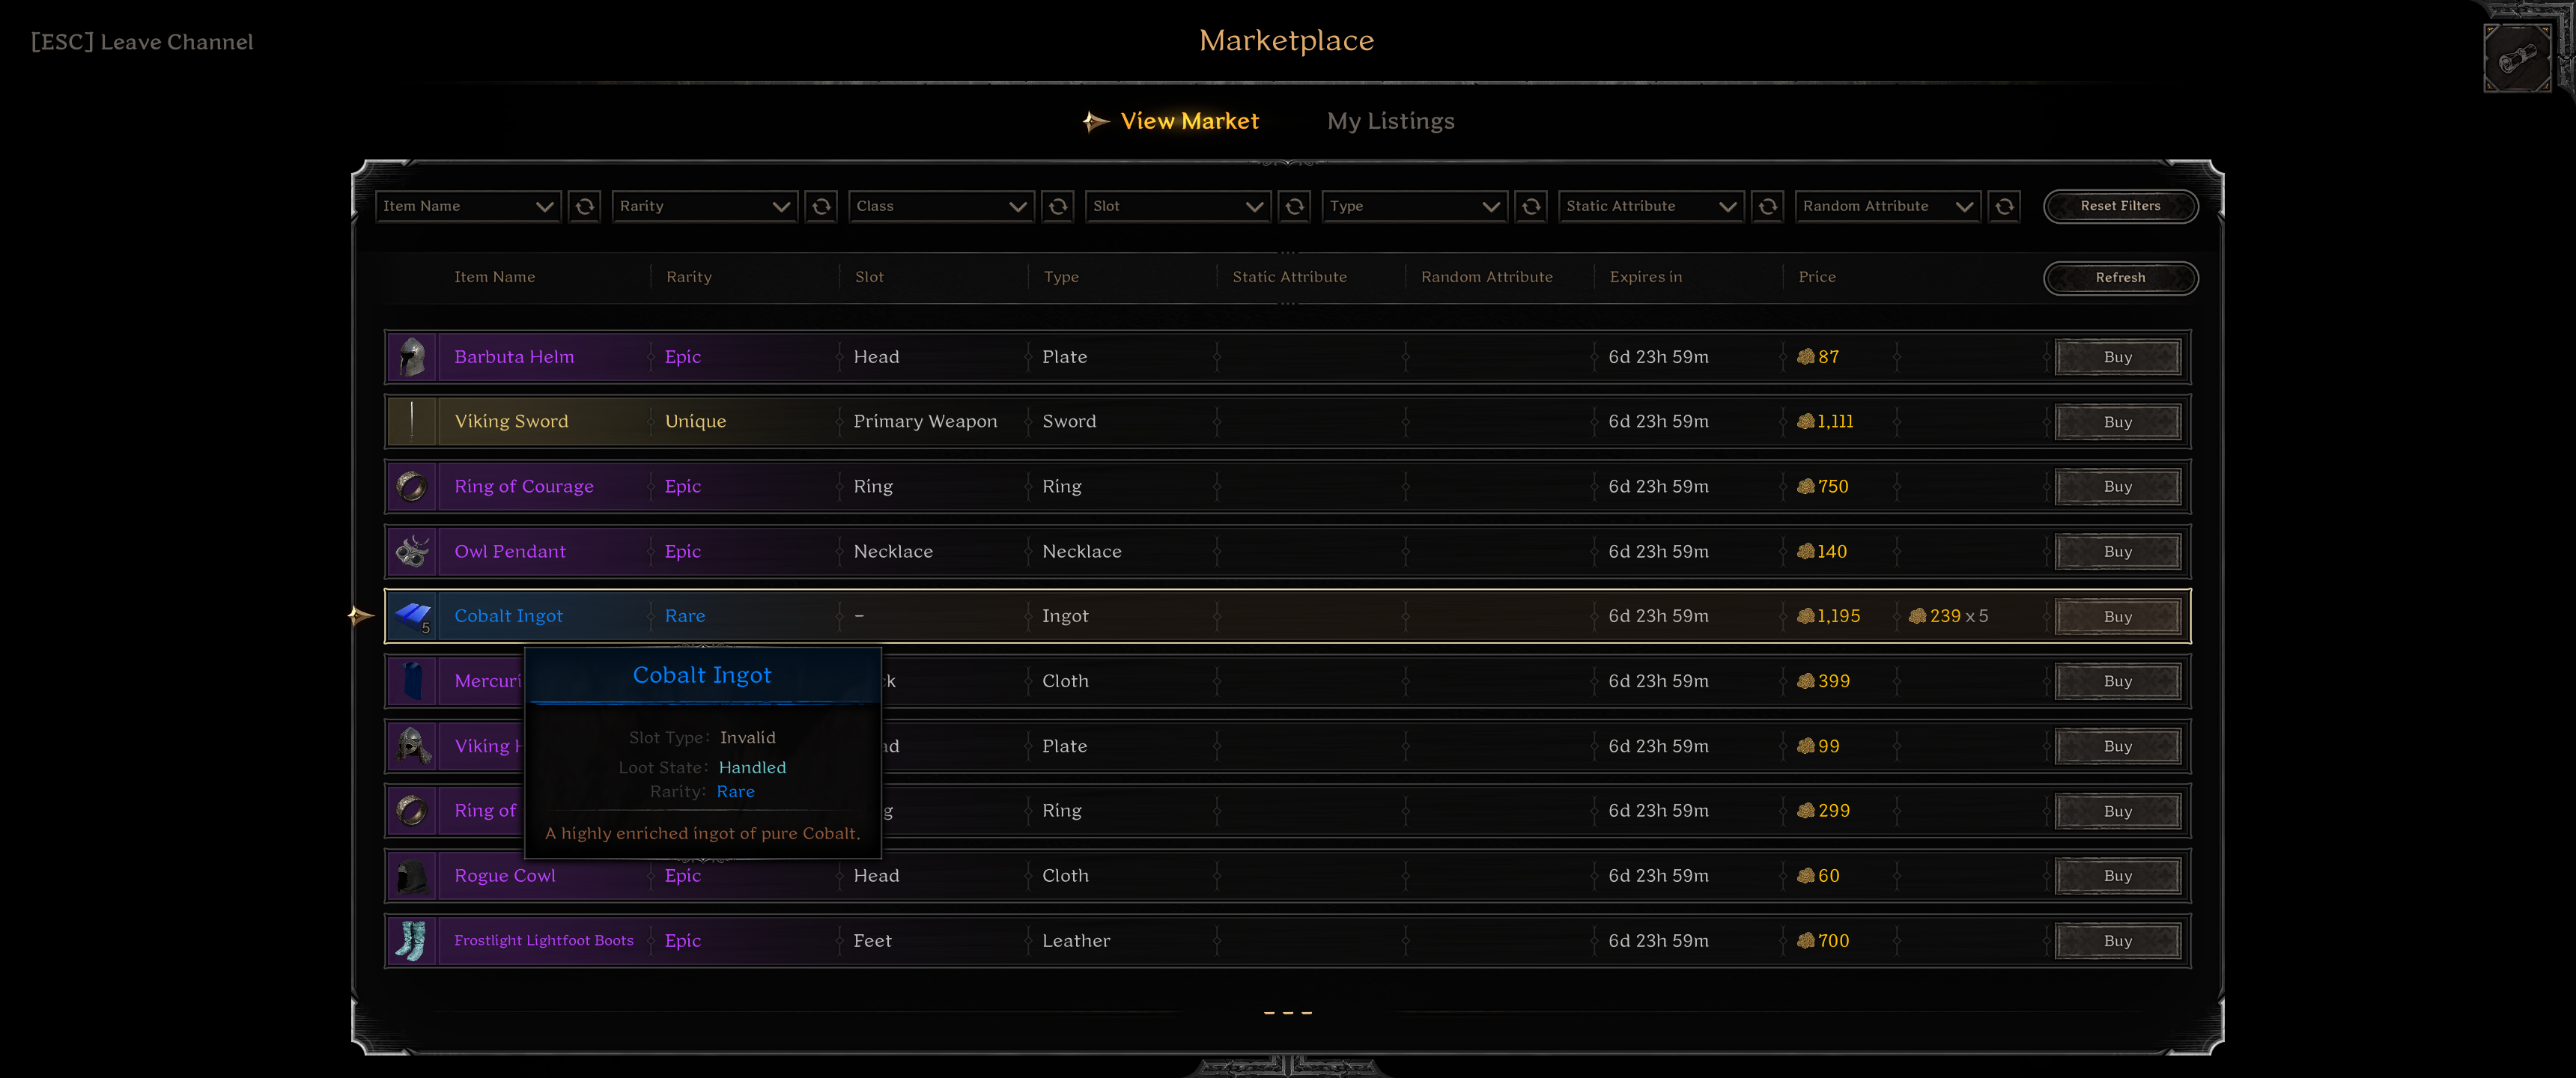 [ESC] Leave Channel
Marketplace
View Market My Listings
Item Name Rarity Class Slot Type Static Attribute Random Attribute Reset Filters
Item Name Rarity Slot Type Static Attribute Random Attribute Expires in Price Refresh
Barbuta Helm Epic Head Plate 6d 23h 59m 87 Buy
Viking Sword Unique Primary Weapon Sword 6d 23h 59m 1,111 Buy
Ring of Courage Epic Ring Ring 6d 23h 59m 750 Buy
Owl Pendant Epic Necklace Necklace 6d 23h 59m 140 Buy
5 Cobalt Ingot Rare - Ingot 6d 23h 59m 1,195 239 x 5 Buy
Cloth 6d 23h 59m 399 Buy
Viking Plate 6d 23h 59m 99 Buy
Ring of Ring 6d 23h 59m 299 Buy
Cobalt Ingot
Slot Type: Invalid
Loot State: Handled
Rarity: Rare
A highly enriched ingot of pure Cobalt.
Rogue Cowl Epic Head Cloth 6d 23h 59m 60 Buy
Frostlight Lightfoot Boots Epic Feet Leather 6d 23h 59m 700 Buy